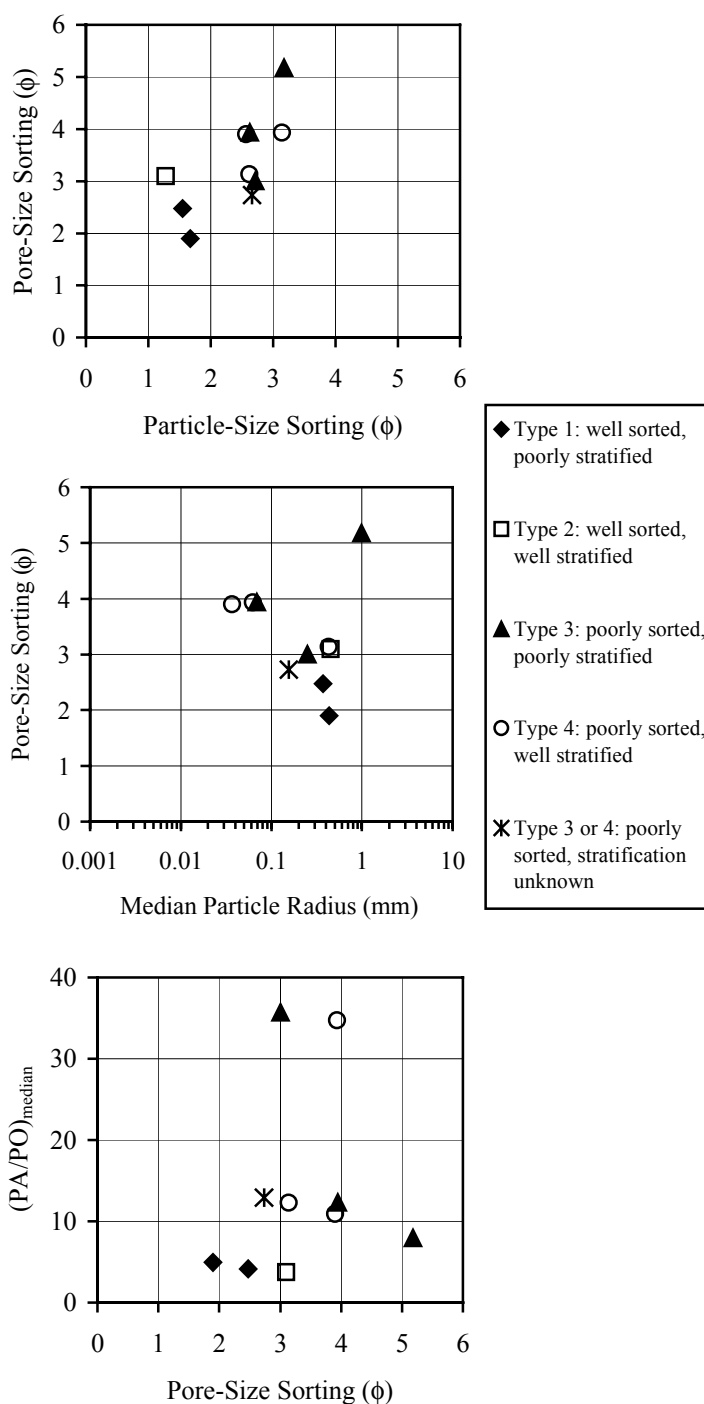 6
5
4
3
2
1
0
Pore-Size Sorting (ϕ)
0 1 2 3 4 5 6
Particle-Size Sorting (ϕ)
6
5
4
3
2
1
0
Pore-Size Sorting (ϕ)
0.001 0.01 0.1 1 10
Median Particle Radius (mm)
Type 1: well sorted,
poorly stratified
Type 2: well sorted,
well stratified
Type 3: poorly sorted,
poorly stratified
Type 4: poorly sorted,
well stratified
Type 3 or 4: poorly
sorted, stratification
unknown
40
30
20
10
0
(PA/PO)median
0 1 2 3 4 5 6
Pore-Size Sorting (ϕ)